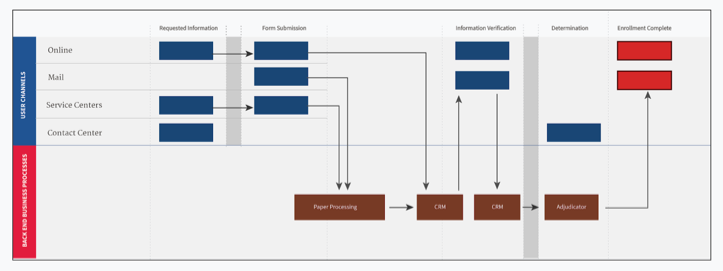 Requested Information
Form Submission
Information Verification
Determination
Enrollment Complete
USER CHANNELS
Online
Mail
Service Centers
Contact Center
BACK END BUSINESS PROCESSES
Paper Processing
CRM
CRM
Adjudicator